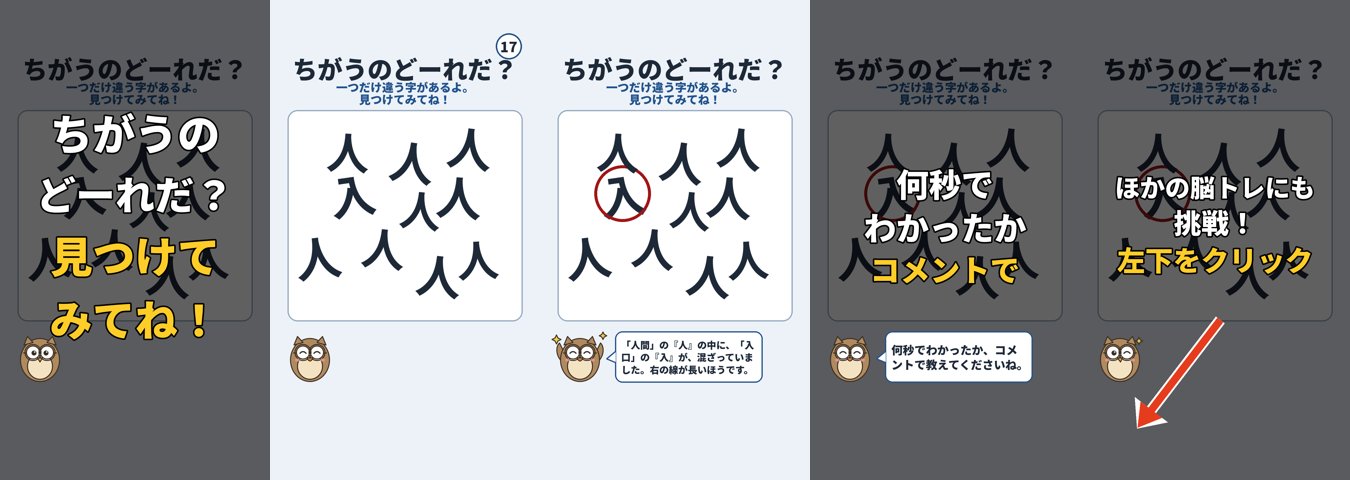 ちがうのどーれだ？
一つだけ違う字があるよ。
見つけてみてね！
ちがうの
どーれだ？
見つけて
みてね！
人 人 人
人 人
人 人
人 人 人
17
ちがうのどーれだ？
一つだけ違う字があるよ。
見つけてみてね！
人 人 人
入 人 人
人 人 人 人
ちがうのどーれだ？
一つだけ違う字があるよ。
見つけてみてね！
人 人 人
入 人 人
人 人 人 人
「人間」の『人』の中に、「入
口」の『入』が、混ざっていま
した。右の線が長いほうです。
ちがうのどーれだ？
一つだけ違う字があるよ。
見つけてみてね！
何秒で
わかったか
コメントで
何秒でわかったか、コメ
ントで教えてくださいね。
ちがうのどーれだ？
一つだけ違う字があるよ。
見つけてみてね！
ほかの脳トレにも
挑戦！
左下をクリック